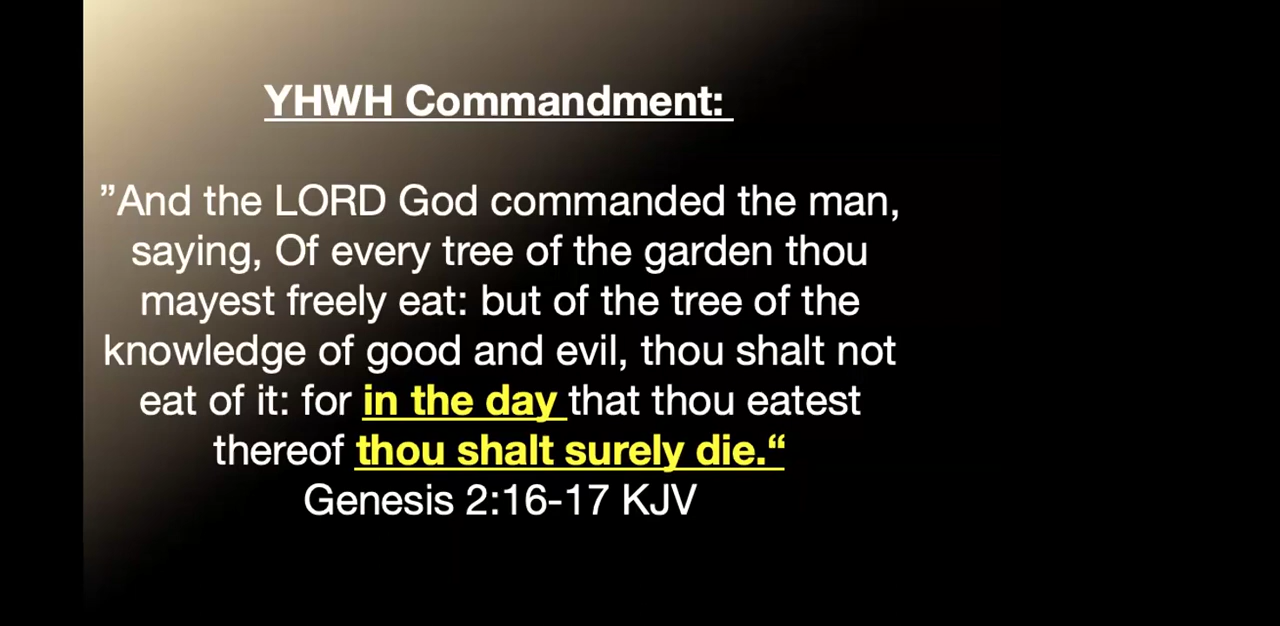 YHWH Commandment:
”And the LORD God commanded the man,
saying, Of every tree of the garden thou
mayest freely eat: but of the tree of the
knowledge of good and evil, thou shalt not
eat of it: for in the day that thou eatest
thereof thou shalt surely die.“
Genesis 2:16-17 KJV